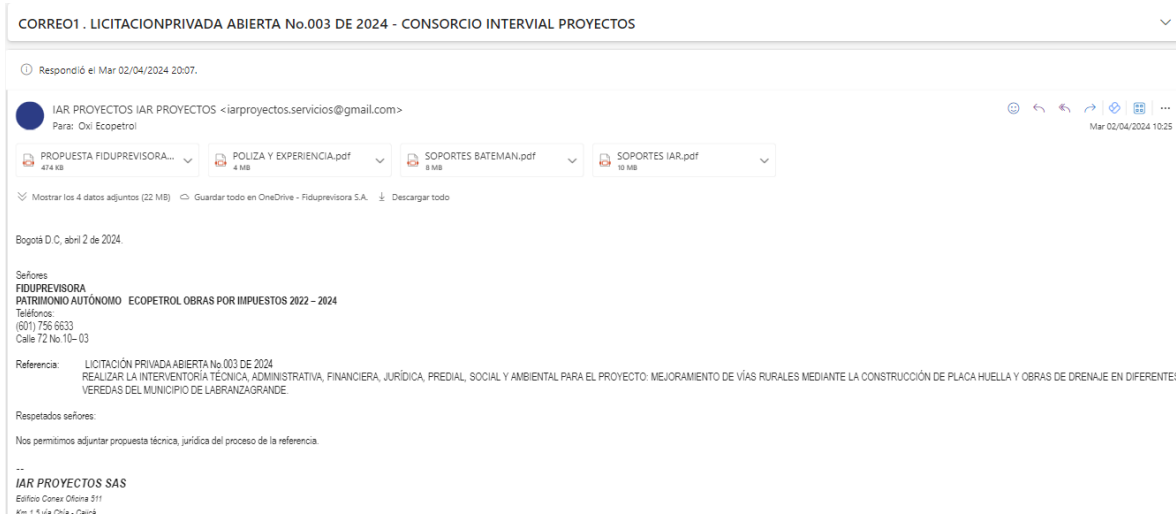 CORREO1 . LICITACIONPRIVADA ABIERTA No.003 DE 2024 - CONSORCIO INTERVIAL PROYECTOS
Respondió el Mar 02/04/2024 20:07.
IAR PROYECTOS IAR PROYECTOS <iarproyectos.servicios@gmail.com>
Para: Oxi Ecopetrol
Mar 02/04/2024 10:25
PROPUESTA FIDUPREVISORA...
474 KB
POLIZA Y EXPERIENCIA.pdf
4 MB
SOPORTES BATEMAN.pdf
8 MB
SOPORTES IAR.pdf
10 MB
Mostrar los 4 datos adjuntos (22 MB)
Guardar todo en OneDrive - Fiduprevisora S.A.
Descargar todo
Bogotá D.C, abril 2 de 2024.
Señores
FIDUPREVISORA
PATRIMONIO AUTÓNOMO ECOPETROL OBRAS POR IMPUESTOS 2022 – 2024
Teléfonos:
(601) 756 6633
Calle 72 No.10– 03
Referencia: LICITACIÓN PRIVADA ABIERTA No.003 DE 2024
REALIZAR LA INTERVENTORÍA TÉCNICA, ADMINISTRATIVA, FINANCIERA, JURÍDICA, PREDIAL, SOCIAL Y AMBIENTAL PARA EL PROYECTO: MEJORAMIENTO DE VÍAS RURALES MEDIANTE LA CONSTRUCCIÓN DE PLACA HUELLA Y OBRAS DE DRENAJE EN DIFERENTES
VEREDAS DEL MUNICIPIO DE LABRANZAGRANDE.
Respetados señores:
Nos permitimos adjuntar propuesta técnica, jurídica del proceso de la referencia.
--
IAR PROYECTOS SAS
Edificio Conex Oficina 511
Km 1.5 vía Chía - Cajicá